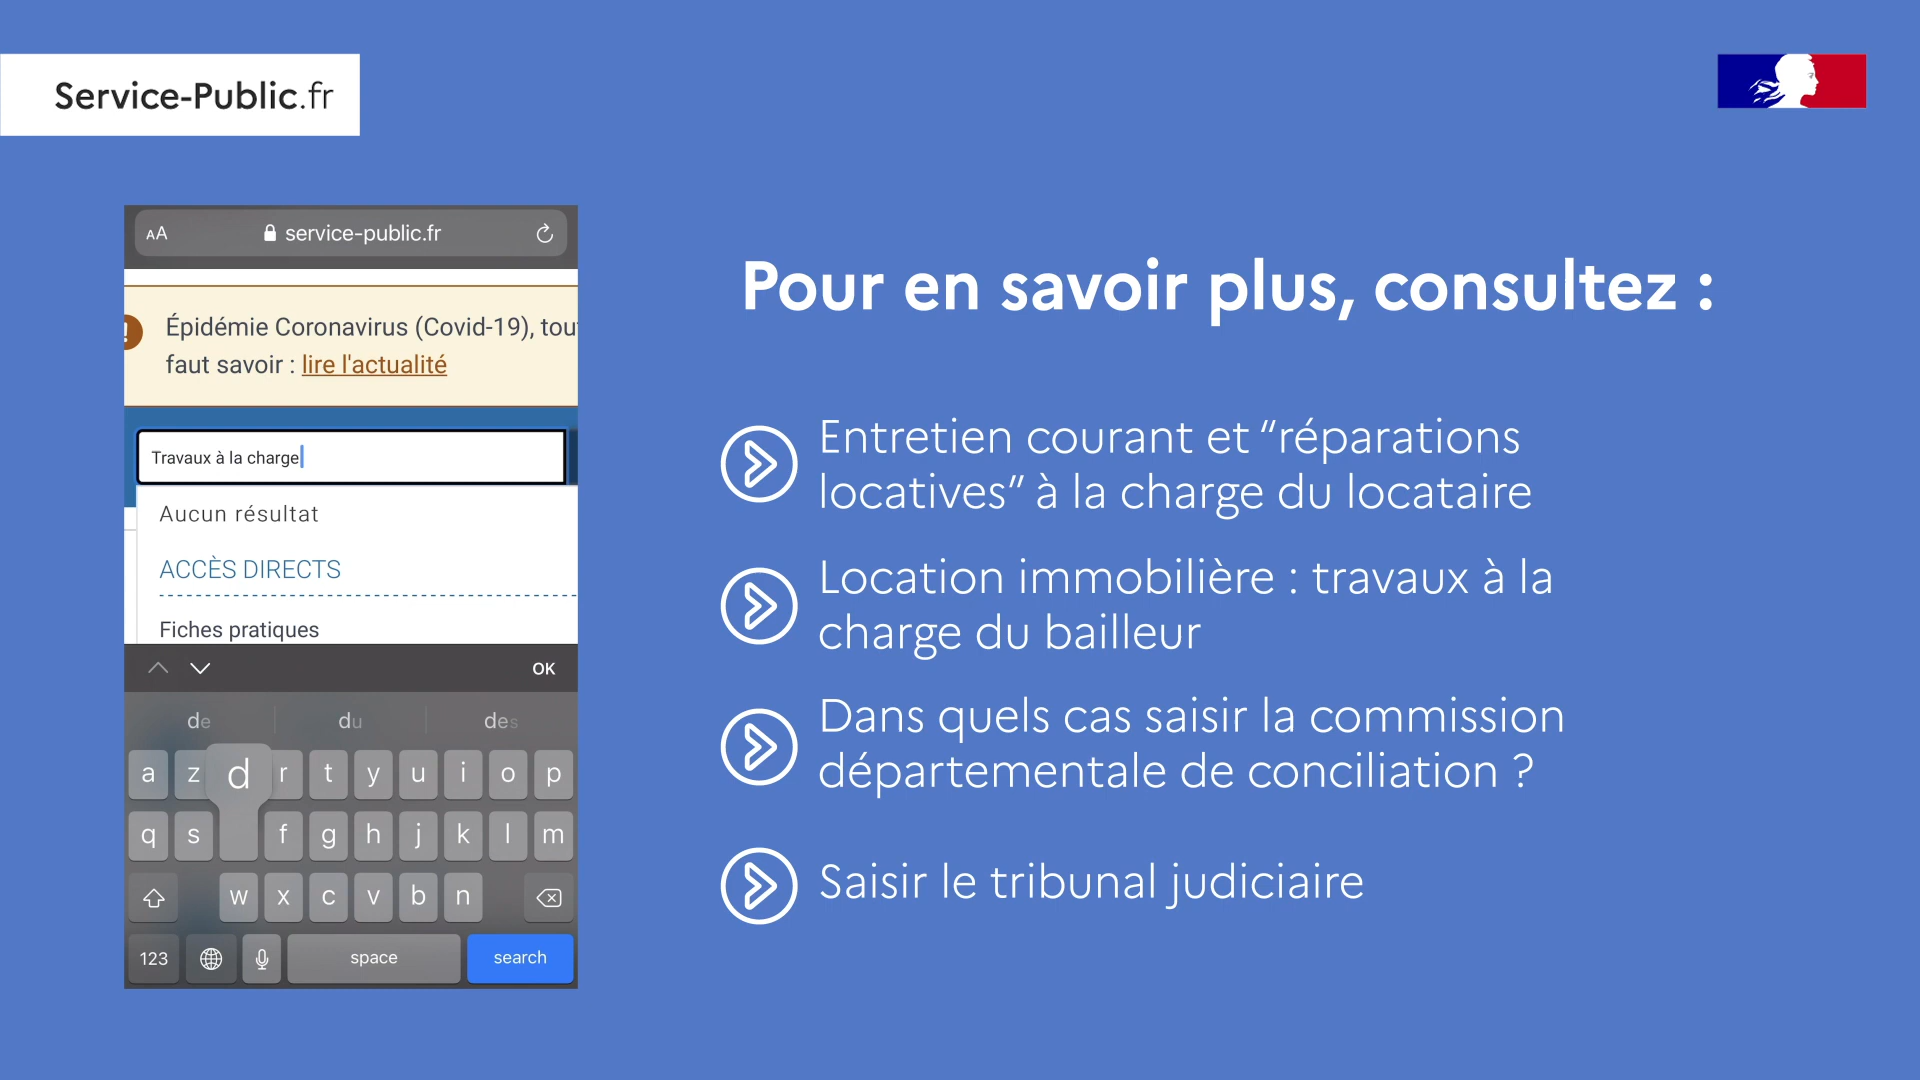 Service-Public.fr
AA
service-public.fr
Épidémie Coronavirus (Covid-19), tou
faut savoir : lire l'actualité
Travaux à la charge
Aucun résultat
ACCÈS DIRECTS
Fiches pratiques
OK
de du des
a z d r t y u i o p
q s f g h j k l m
w x c v b n
123 space search
Pour en savoir plus, consultez :
Entretien courant et “réparations
locatives” à la charge du locataire
Location immobilière : travaux à la
charge du bailleur
Dans quels cas saisir la commission
départementale de conciliation ?
Saisir le tribunal judiciaire